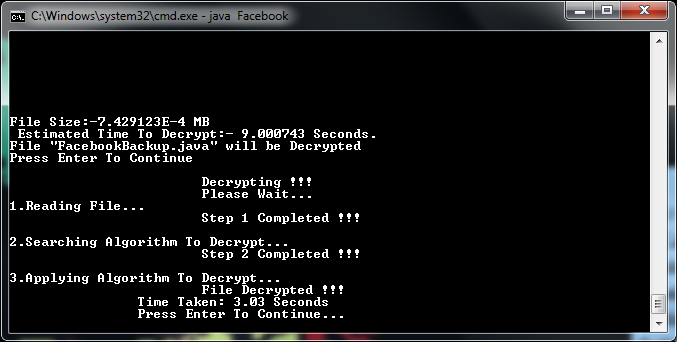 C:\Windows\system32\cmd.exe - java  Facebook
File Size:-7.429123E-4 MB
Estimated Time To Decrypt:- 9.000743 Seconds.
File "FacebookBackup.java" will be Decrypted
Press Enter To Continue
Decrypting !!!
Please Wait...
1.Reading File...
Step 1 Completed !!!
2.Searching Algorithm To Decrypt...
Step 2 Completed !!!
3.Applying Algorithm To Decrypt...
File Decrypted !!!
Time Taken: 3.03 Seconds
Press Enter To Continue...